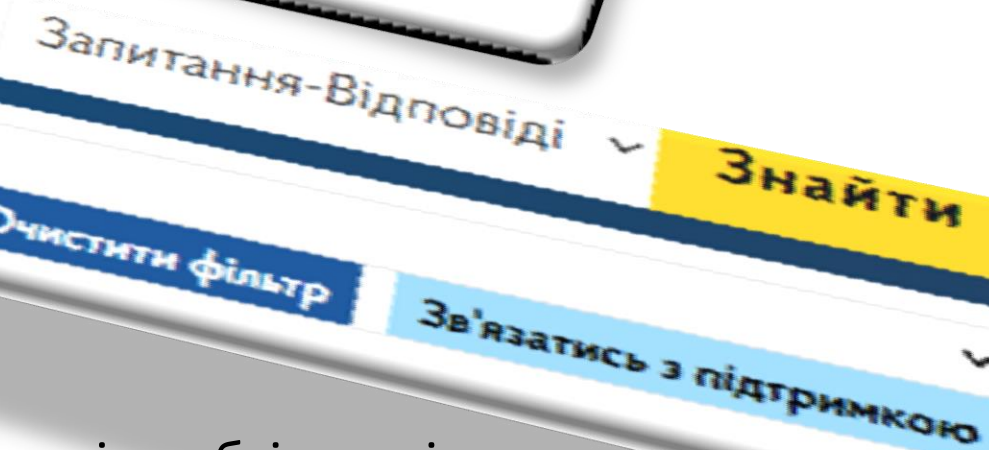 Запитання-Відповіді
Знайти
Очистити фільтр
Зв'язатись з підтримкою